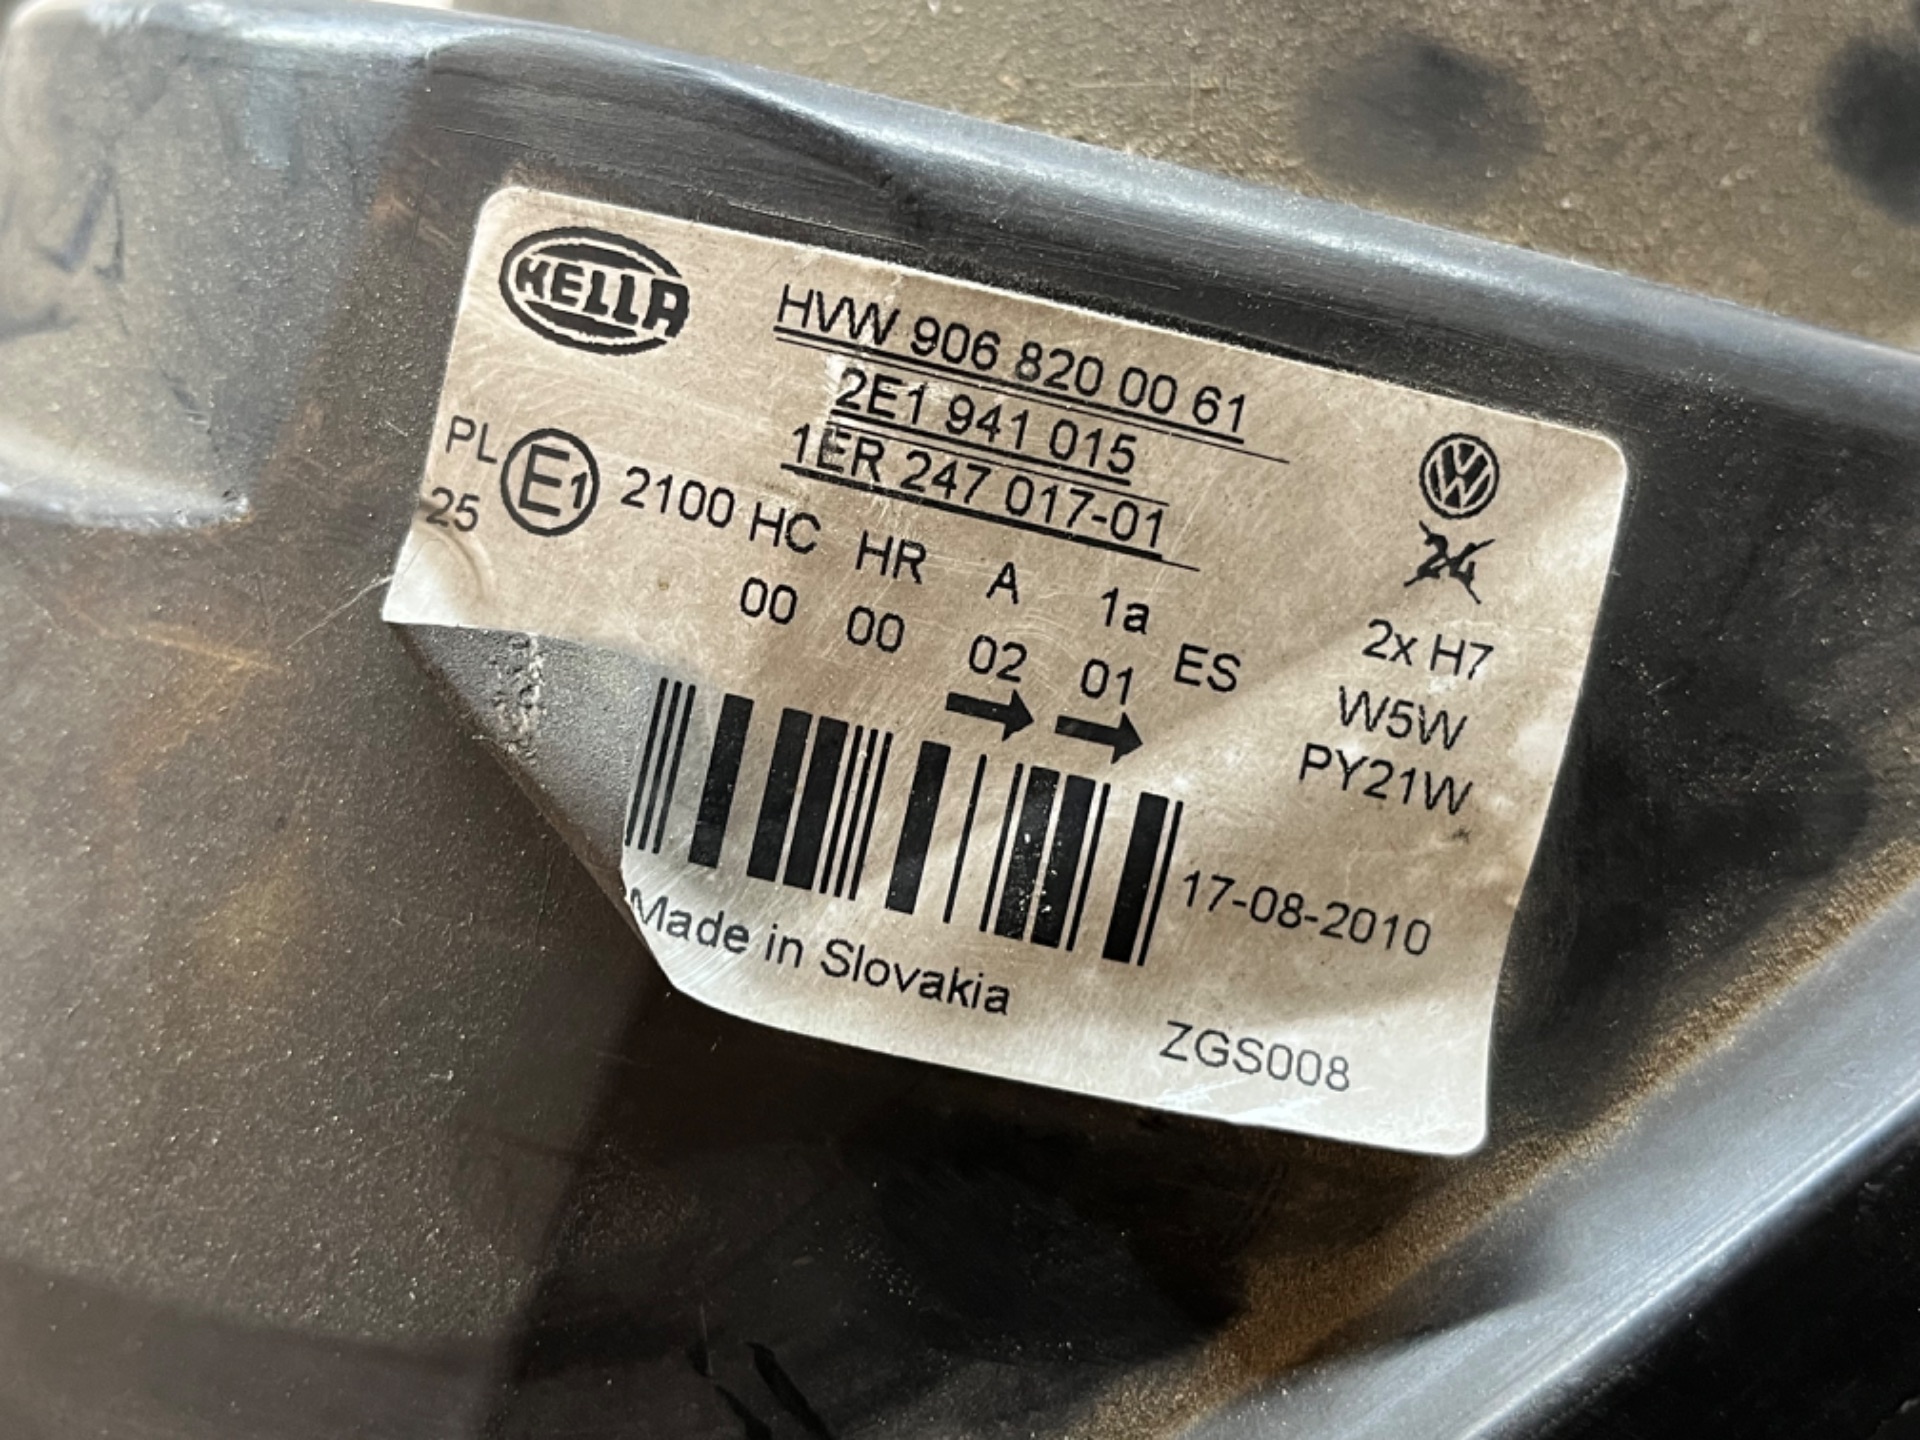 HELLA
HVW 906 820 00 61
2E1 941 015
1ER 247 017-01
PL E1 2100 HC HR A 1a
25 00 00 02 01 ES
24
2x H7
W5W
PY21W
17-08-2010
Made in Slovakia
ZGS008